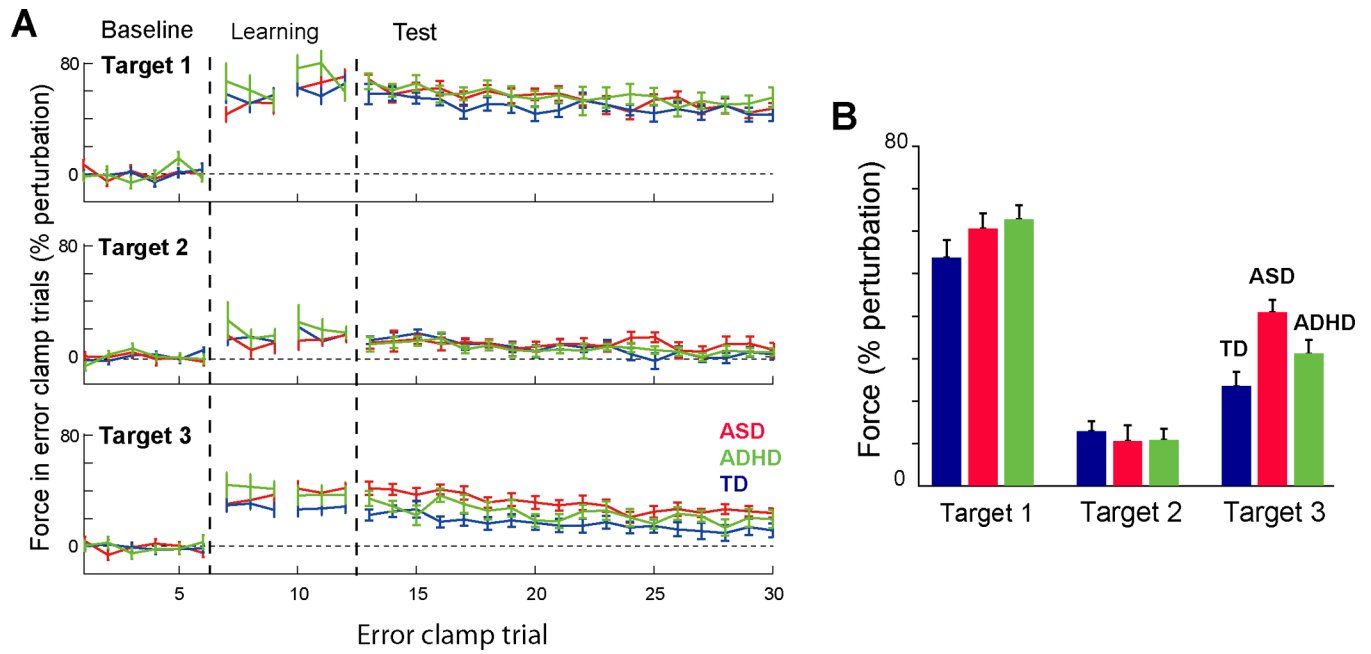 A
Baseline
Learning
Test
Force in error clamp trials (% perturbation)
Target 1
80
0
Target 2
80
0
Target 3
80
0
ASD
ADHD
TD
5
10
15
20
25
30
Error clamp trial
B
Force (% perturbation)
80
0
TD
ASD
ADHD
Target 1
Target 2
Target 3